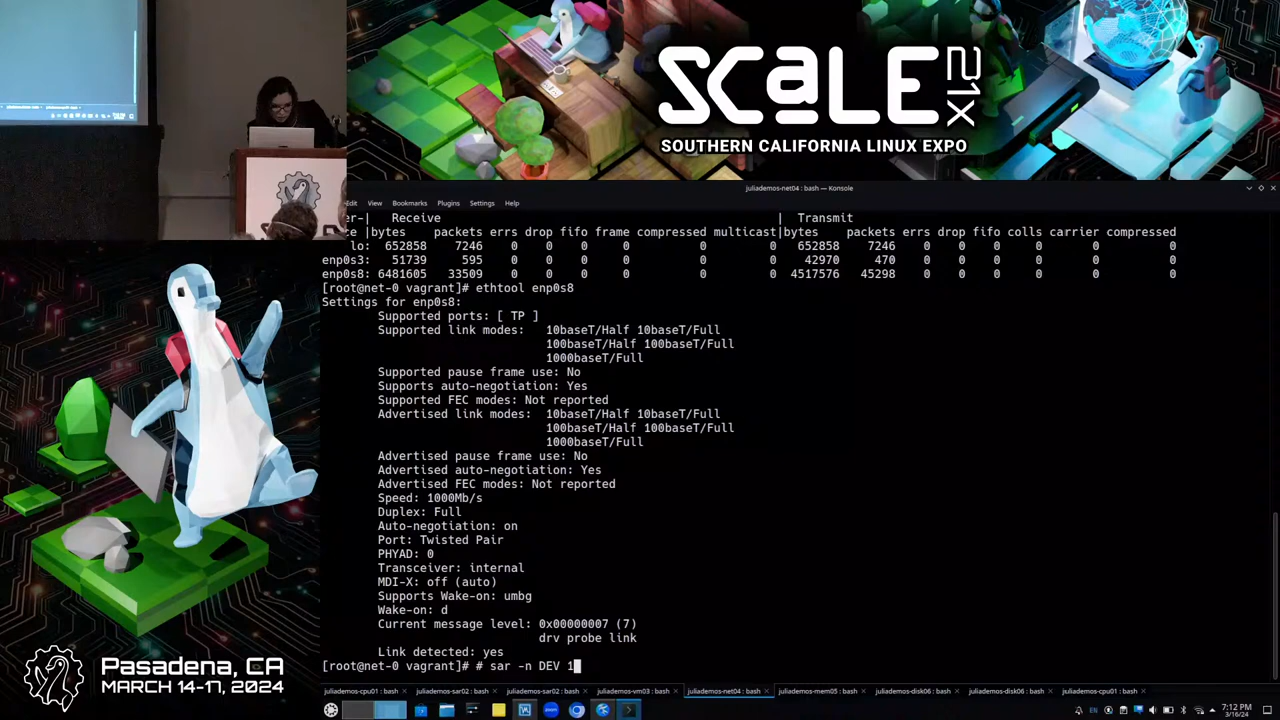 SCALE 21X
SOUTHERN CALIFORNIA LINUX EXPO
juliademos-net04 : bash — Konsole
Edit View Bookmarks Plugins Settings Help
er-| Receive | Transmit
ce |bytes packets errs drop fifo frame compressed multicast|bytes packets errs drop fifo colls carrier compressed
lo: 652858 7246 0 0 0 0 0 0 652858 7246 0 0 0 0 0 0
enp0s3: 51739 595 0 0 0 0 0 0 42970 470 0 0 0 0 0 0
enp0s8: 6481605 33509 0 0 0 0 0 0 4517576 45298 0 0 0 0 0 0
[root@net-0 vagrant]# ethtool enp0s8
Settings for enp0s8:
Supported ports: [ TP ]
Supported link modes: 10baseT/Half 10baseT/Full
100baseT/Half 100baseT/Full
1000baseT/Full
Supported pause frame use: No
Supports auto-negotiation: Yes
Supported FEC modes: Not reported
Advertised link modes: 10baseT/Half 10baseT/Full
100baseT/Half 100baseT/Full
1000baseT/Full
Advertised pause frame use: No
Advertised auto-negotiation: Yes
Advertised FEC modes: Not reported
Speed: 1000Mb/s
Duplex: Full
Auto-negotiation: on
Port: Twisted Pair
PHYAD: 0
Transceiver: internal
MDI-X: off (auto)
Supports Wake-on: umbg
Wake-on: d
Current message level: 0x00000007 (7)
drv probe link
Link detected: yes
[root@net-0 vagrant]# # sar -n DEV 1
juliademos-cpu01 : bash juliademos-sar02 : bash juliademos-sar02 : bash juliademos-vm03 : bash juliademos-net04 : bash juliademos-mem05 : bash juliademos-disk06 : bash juliademos-disk06 : bash juliademos-cpu01 : bash
EN 7:12 PM
3/16/24
Pasadena, CA
MARCH 14-17, 2024